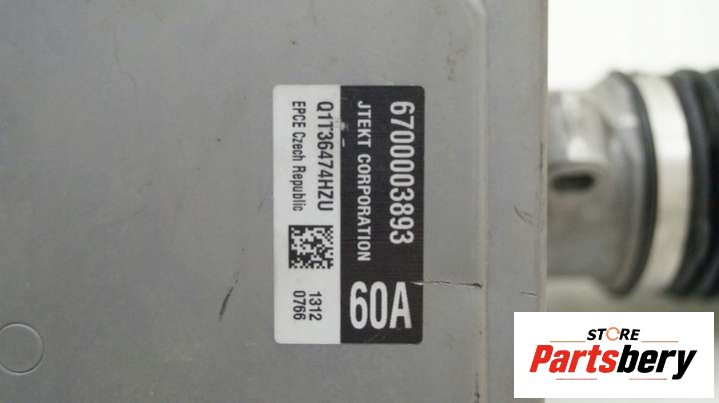 6700003893
JTEKT CORPORATION
60A
Q1T36474HZU
EPCE Czech Republic
1312
0766
STORE
Partsbery